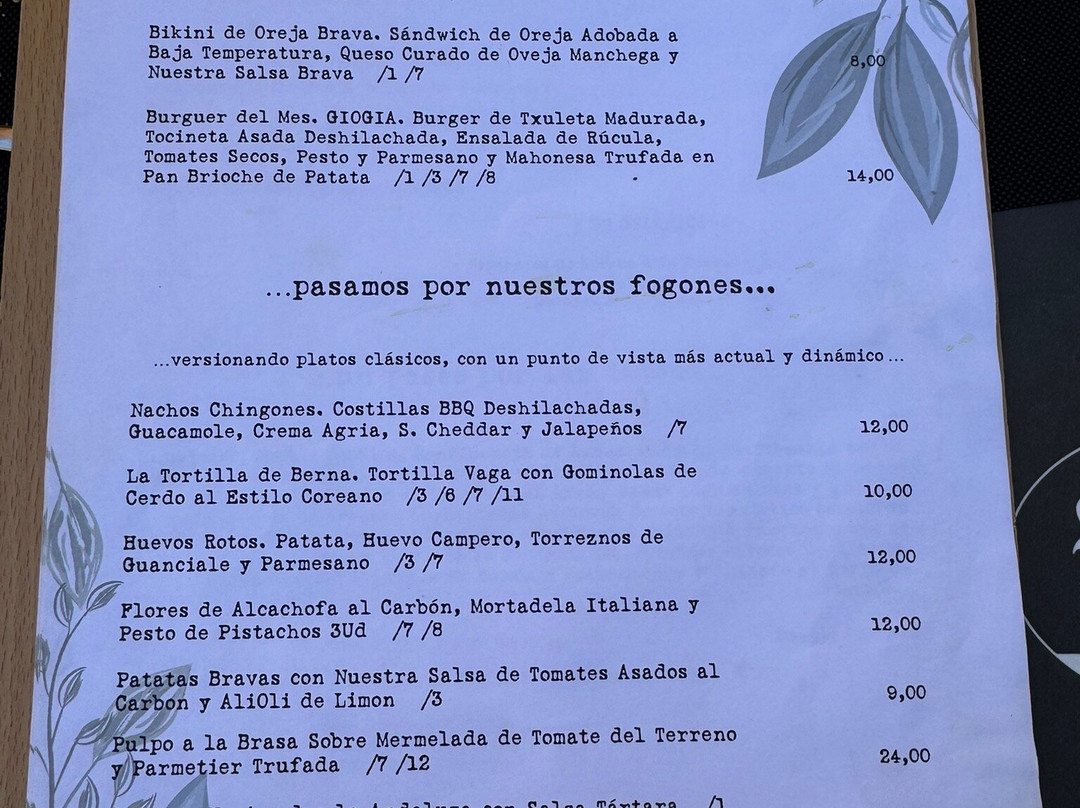 Bikini de Oreja Brava. Sándwich de Oreja Adobada a
Baja Temperatura, Queso Curado de Oveja Manchega y
Nuestra Salsa Brava /1 /7
8,00
Burguer del Mes. GIOGIA. Burger de Txuleta Madurada,
Tocineta Asada Deshilachada, Ensalada de Rúcula,
Tomates Secos, Pesto y Parmesano y Mahonesa Trufada en
Pan Brioche de Patata /1 /3 /7 /8
14,00
...pasamos por nuestros fogones...
...versionando platos clásicos, con un punto de vista más actual y dinámico...
Nachos Chingones. Costillas BBQ Deshilachadas,
Guacamole, Crema Agria, S. Cheddar y Jalapeños /7
12,00
La Tortilla de Berna. Tortilla Vaga con Gominolas de
Cerdo al Estilo Coreano /3 /6 /7 /11
10,00
Huevos Rotos. Patata, Huevo Campero, Torreznos de
Guanciale y Parmesano /3 /7
12,00
Flores de Alcachofa al Carbón, Mortadela Italiana y
Pesto de Pistachos 3Ud /7 /8
12,00
Patatas Bravas con Nuestra Salsa de Tomates Asados al
Carbon y AliOli de Limon /3
9,00
Pulpo a la Brasa Sobre Mermelada de Tomate del Terreno
y Parmetier Trufada /7 /12
24,00
Andaluza con Salsa Tártara /1